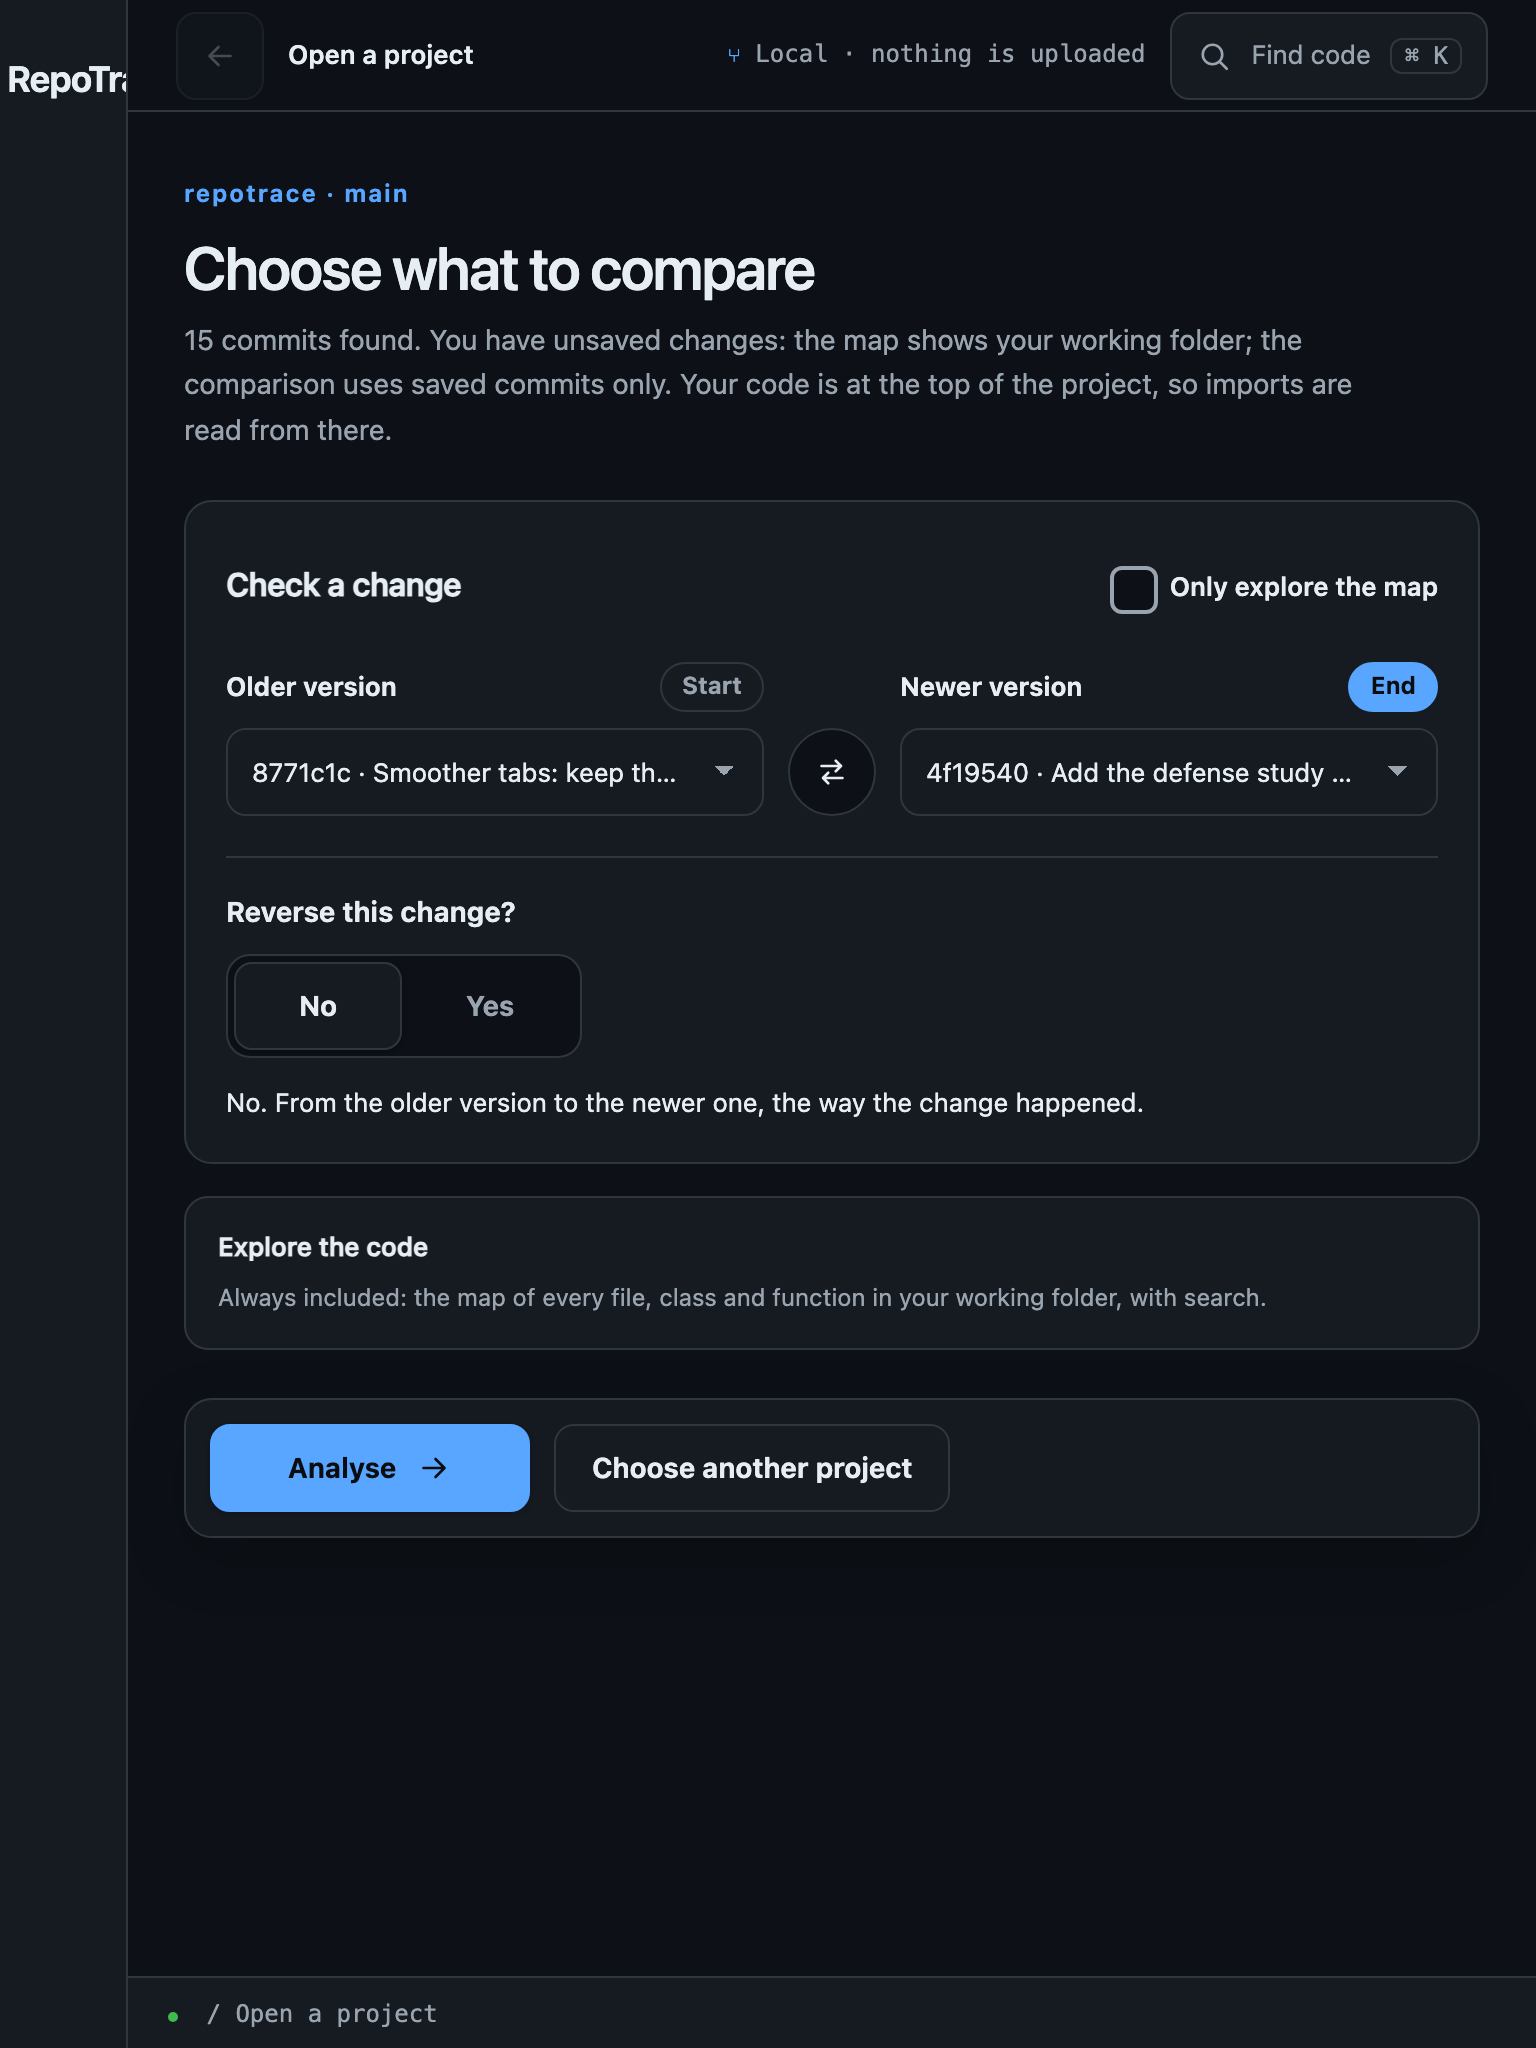 RepoTra
Open a project
Local · nothing is uploaded
Find code
⌘ K
repotrace · main
Choose what to compare
15 commits found. You have unsaved changes: the map shows your working folder; the
comparison uses saved commits only. Your code is at the top of the project, so imports are
read from there.
Check a change
Only explore the map
Older version
Start
Newer version
End
8771c1c · Smoother tabs: keep th...
4f19540 · Add the defense study ...
Reverse this change?
No
Yes
No. From the older version to the newer one, the way the change happened.
Explore the code
Always included: the map of every file, class and function in your working folder, with search.
Analyse →
Choose another project
/ Open a project